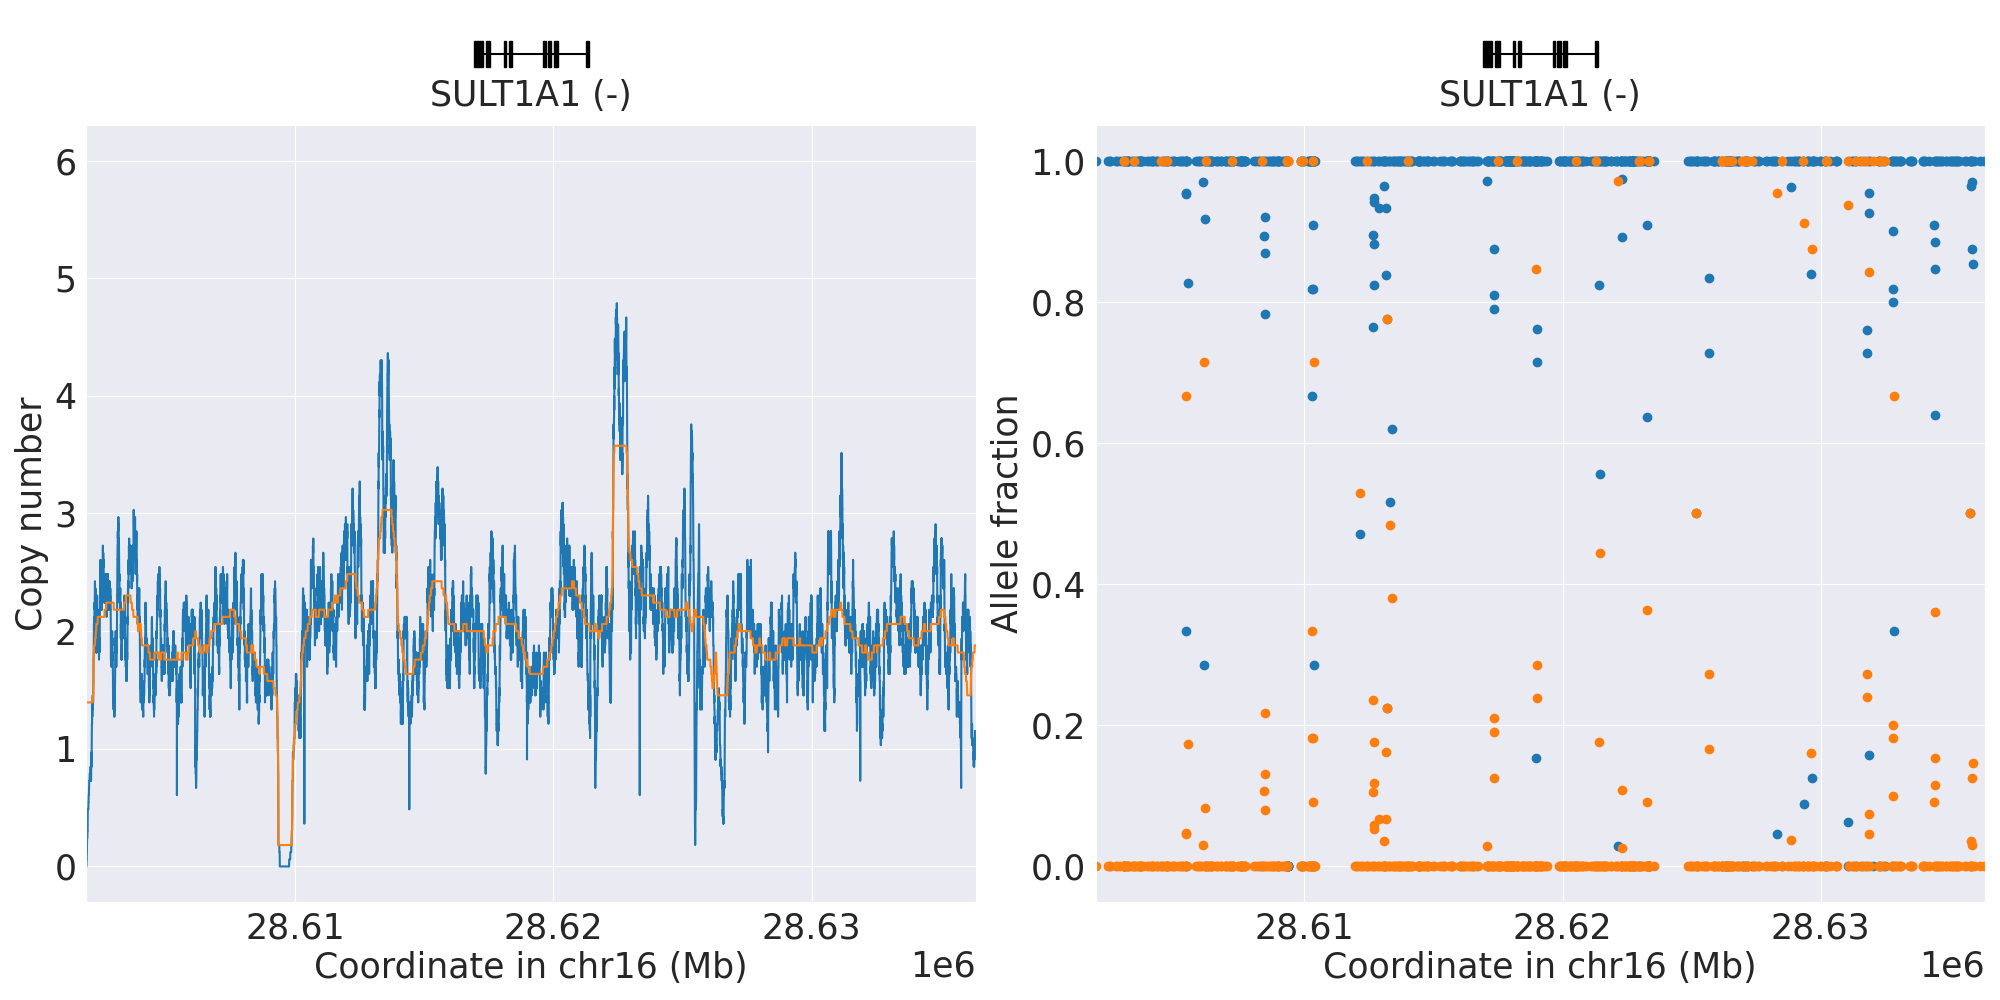 SULT1A1 (-)
6
5
4
3
2
1
0
Copy number
28.61
28.62
28.63
Coordinate in chr16 (Mb)
1e6
SULT1A1 (-)
1.0
0.8
0.6
0.4
0.2
0.0
Allele fraction
28.61
28.62
28.63
Coordinate in chr16 (Mb)
1e6